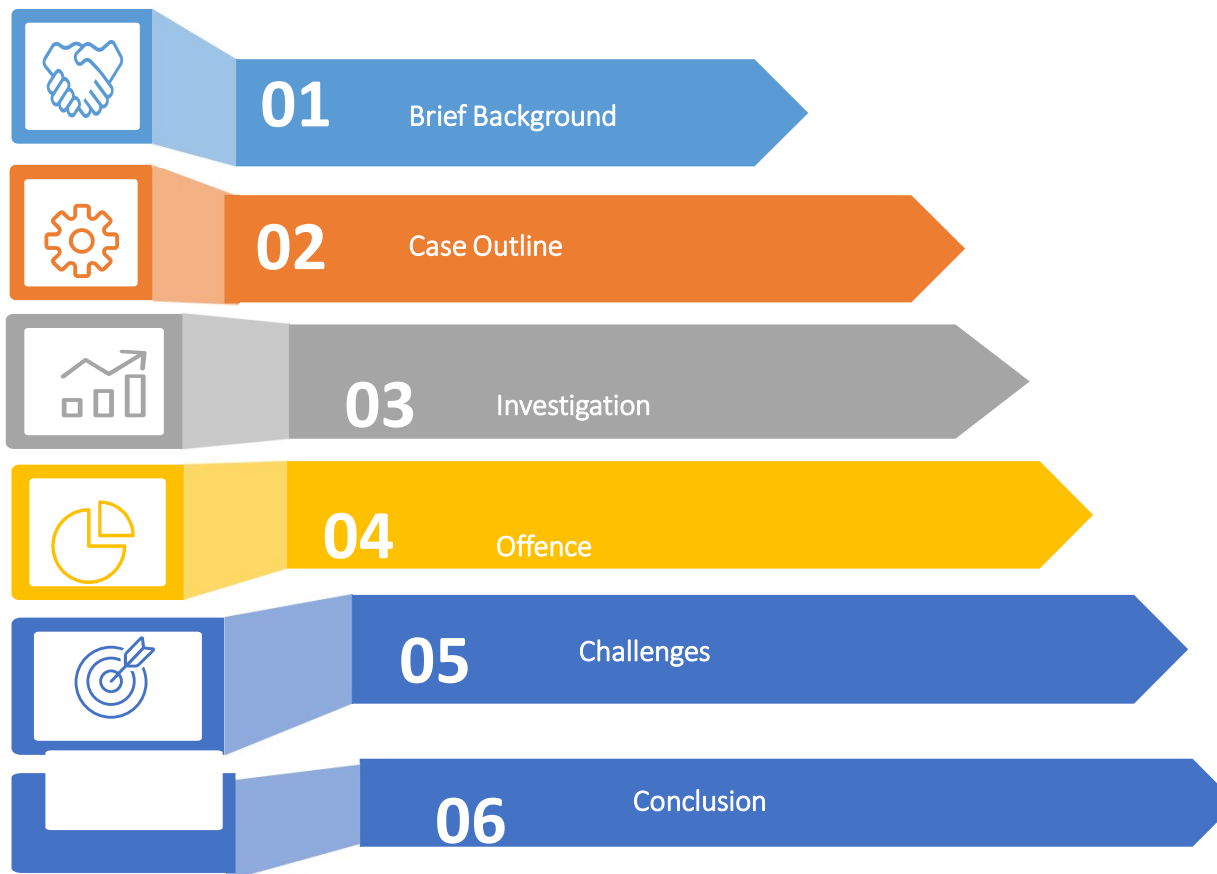 01 Brief Background
02 Case Outline
03 Investigation
04 Offence
05 Challenges
06 Conclusion